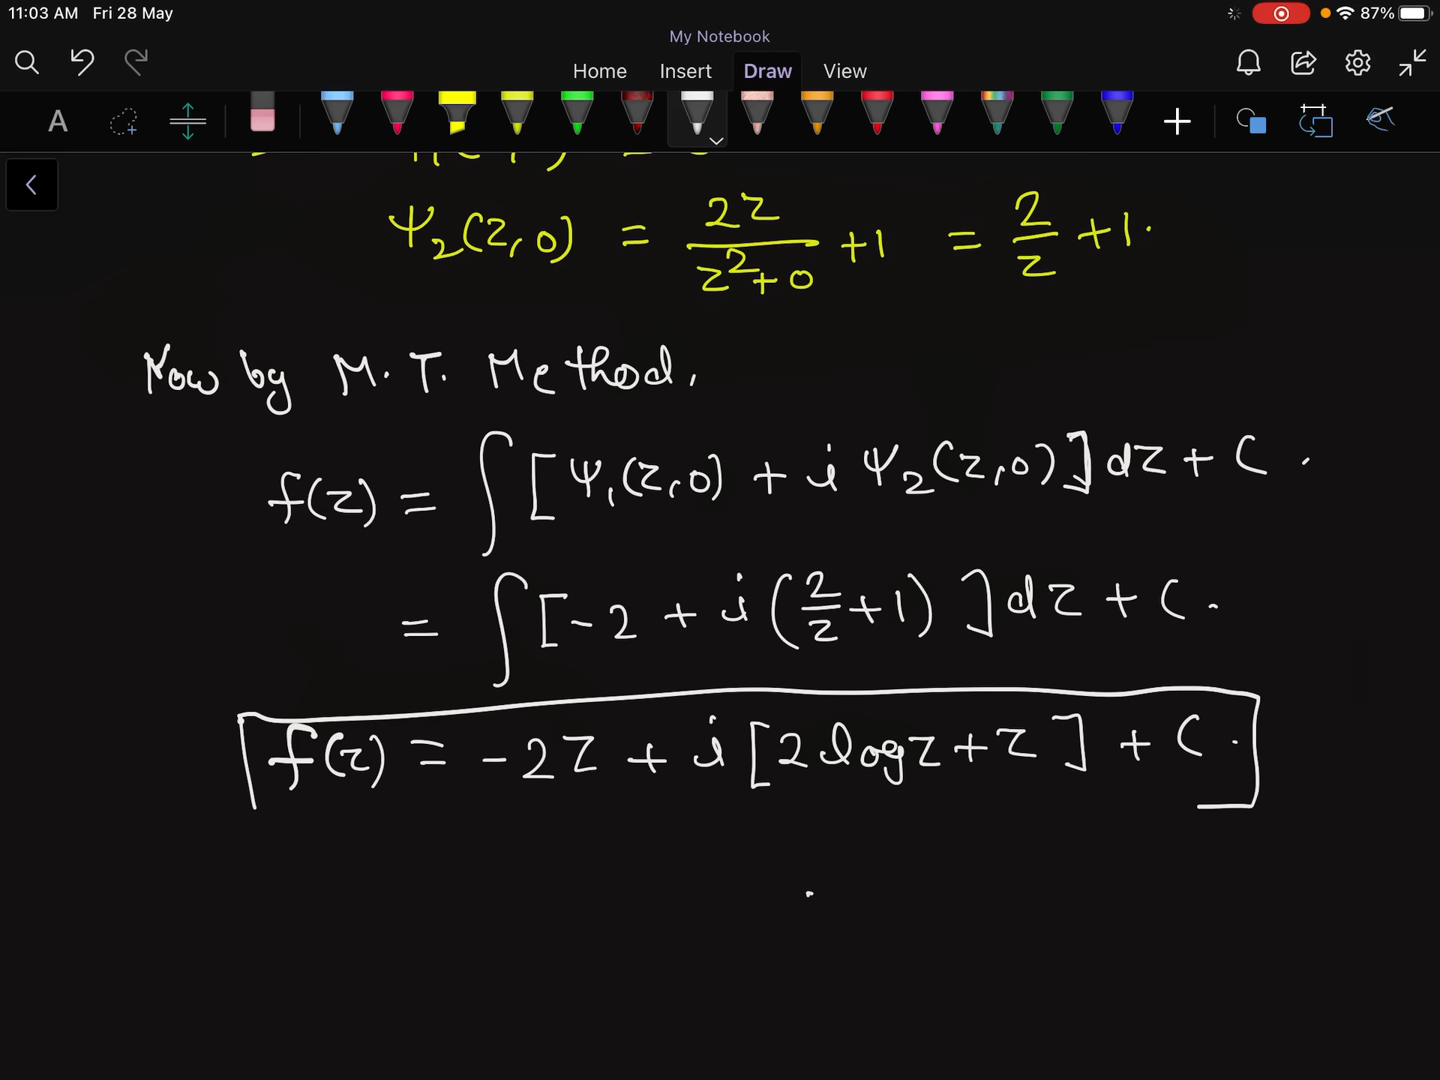 11:03 AM Fri 28 May 87%
My Notebook
Home Insert Draw View
A
Ψ₂(z,0) = 2z/(z²+0) +1 = 2/z +1.
Now by M. T. Method,
f(z) = ∫ [Ψ₁(z,0) + i Ψ₂(z,0)] dz + C.
= ∫ [-2 + i (2/z +1) ] dz + C.
f(z) = -2z + i [2 log z + z ] + C.